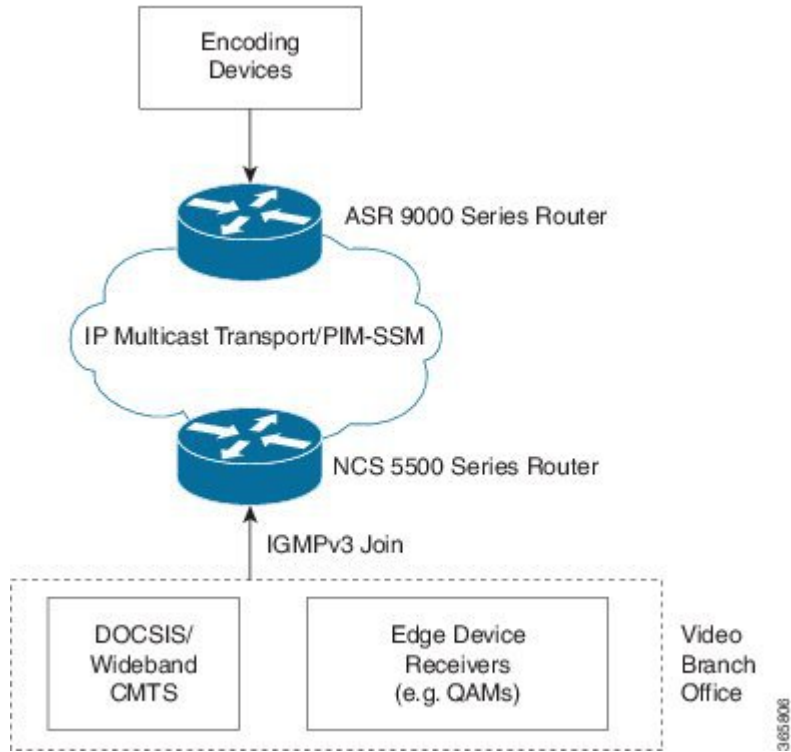 Encoding
Devices
ASR 9000 Series Router
IP Multicast Transport/PIM-SSM
NCS 5500 Series Router
IGMPv3 Join
DOCSIS/
Wideband
CMTS
Edge Device
Receivers
(e.g. QAMs)
Video
Branch
Office
365806